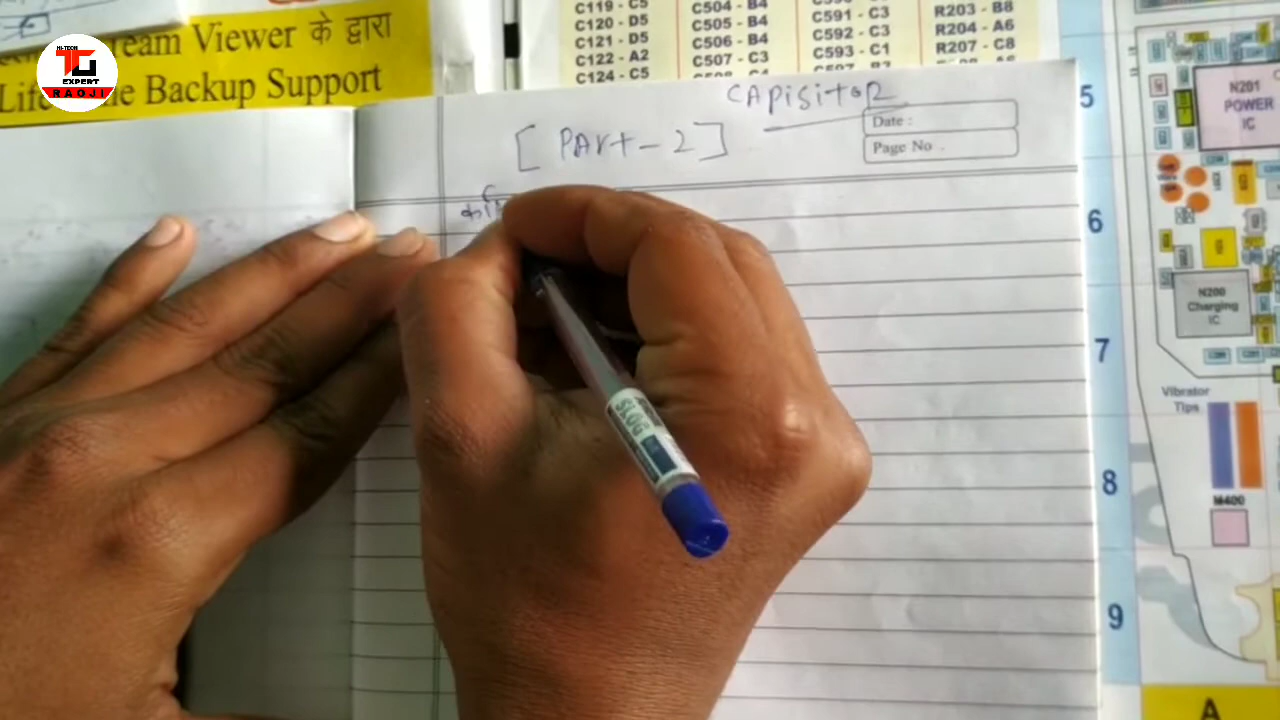 Team Viewer के द्वारा
Life Backup Support
HI-TECH
TG
EXPERT
RAOJI
C119 - C5
C120 - D5
C121 - D5
C122 - A2
C124 - C5
C504 - B4
C505 - B4
C506 - B4
C507 - C3
C591 - C3
C592 - C3
C593 - C1
R203 - B8
R204 - A6
R207 - C8
CAPisitor
[ PArt - 2 ]
Date :
Page No .
5
6
7
8
9
N201
POWER
IC
N200
Charging
IC
Vibrator
Tips
M400
A